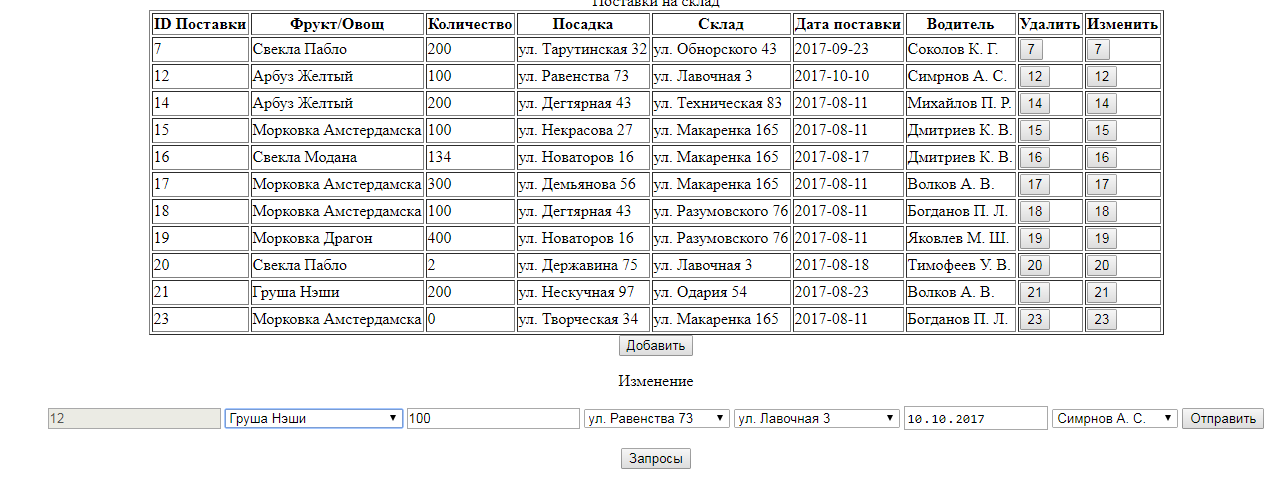 Поставки на склад
ID Поставки Фрукт/Овощ Количество Посадка Склад Дата поставки Водитель Удалить Изменить
7 Свекла Пабло 200 ул. Тарутинская 32 ул. Обнорского 43 2017-09-23 Соколов К. Г. 7 7
12 Арбуз Желтый 100 ул. Равенства 73 ул. Лавочная 3 2017-10-10 Симрнов А. С. 12 12
14 Арбуз Желтый 200 ул. Дегтярная 43 ул. Техническая 83 2017-08-11 Михайлов П. Р. 14 14
15 Морковка Амстердамска 100 ул. Некрасова 27 ул. Макаренка 165 2017-08-11 Дмитриев К. В. 15 15
16 Свекла Модана 134 ул. Новаторов 16 ул. Макаренка 165 2017-08-17 Дмитриев К. В. 16 16
17 Морковка Амстердамска 300 ул. Демьянова 56 ул. Макаренка 165 2017-08-11 Волков А. В. 17 17
18 Морковка Амстердамска 100 ул. Дегтярная 43 ул. Разумовского 76 2017-08-11 Богданов П. Л. 18 18
19 Морковка Драгон 400 ул. Новаторов 16 ул. Разумовского 76 2017-08-11 Яковлев М. Ш. 19 19
20 Свекла Пабло 2 ул. Державина 75 ул. Лавочная 3 2017-08-18 Тимофеев У. В. 20 20
21 Груша Нэши 200 ул. Нескучная 97 ул. Одария 54 2017-08-23 Волков А. В. 21 21
23 Морковка Амстердамска 0 ул. Творческая 34 ул. Макаренка 165 2017-08-11 Богданов П. Л. 23 23
Добавить
Изменение
12 Груша Нэши 100 ул. Равенства 73 ул. Лавочная 3 10.10.2017 Симрнов А. С. Отправить
Запросы